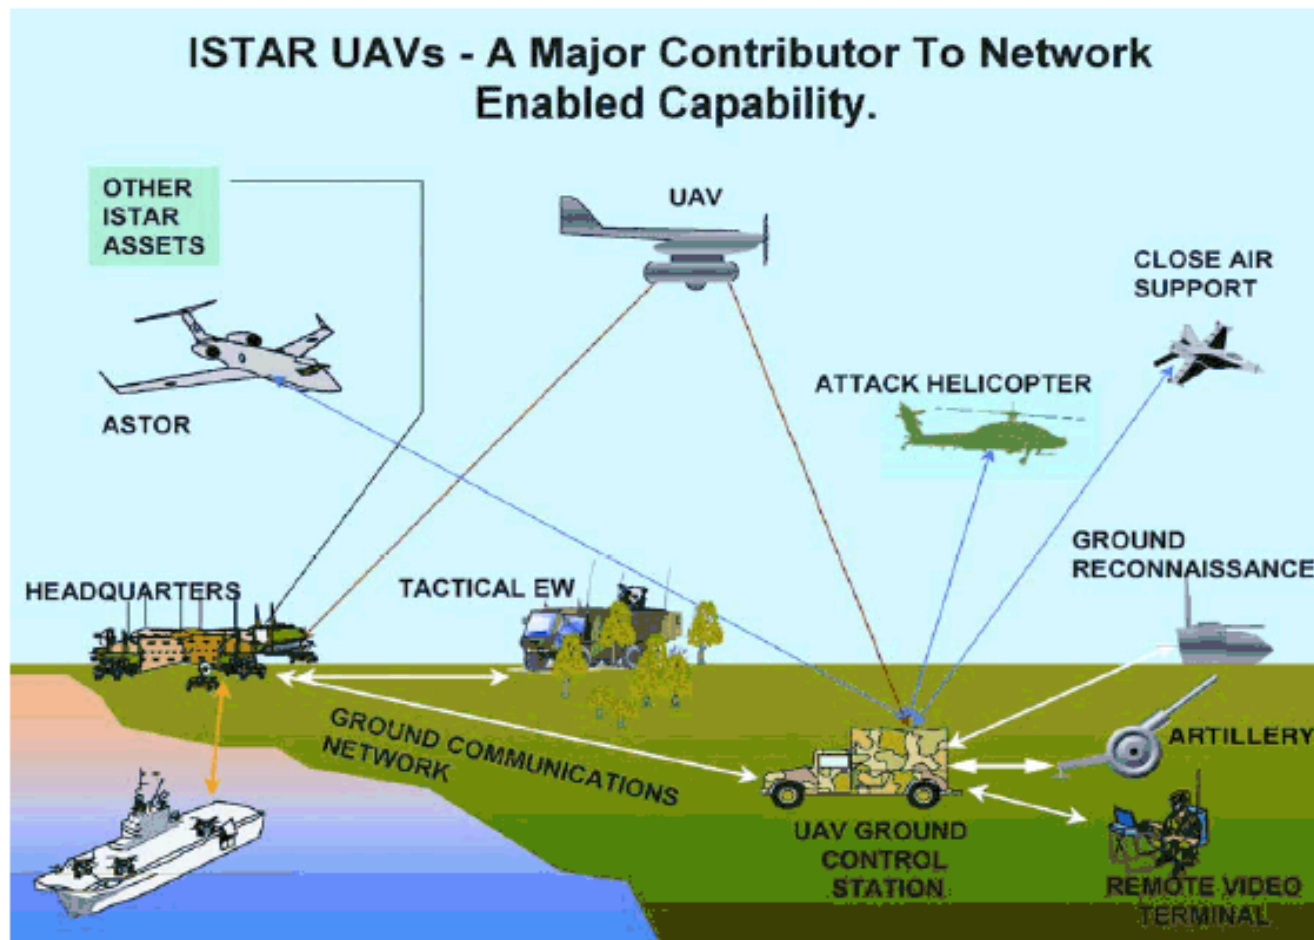 ISTAR UAVs - A Major Contributor To Network
Enabled Capability.
OTHER
ISTAR
ASSETS
UAV
CLOSE AIR
SUPPORT
ASTOR
ATTACK HELICOPTER
GROUND
RECONNAISSANCE
HEADQUARTERS
TACTICAL EW
GROUND COMMUNICATIONS
NETWORK
ARTILLERY
UAV GROUND
CONTROL
STATION
REMOTE VIDEO
TERMINAL